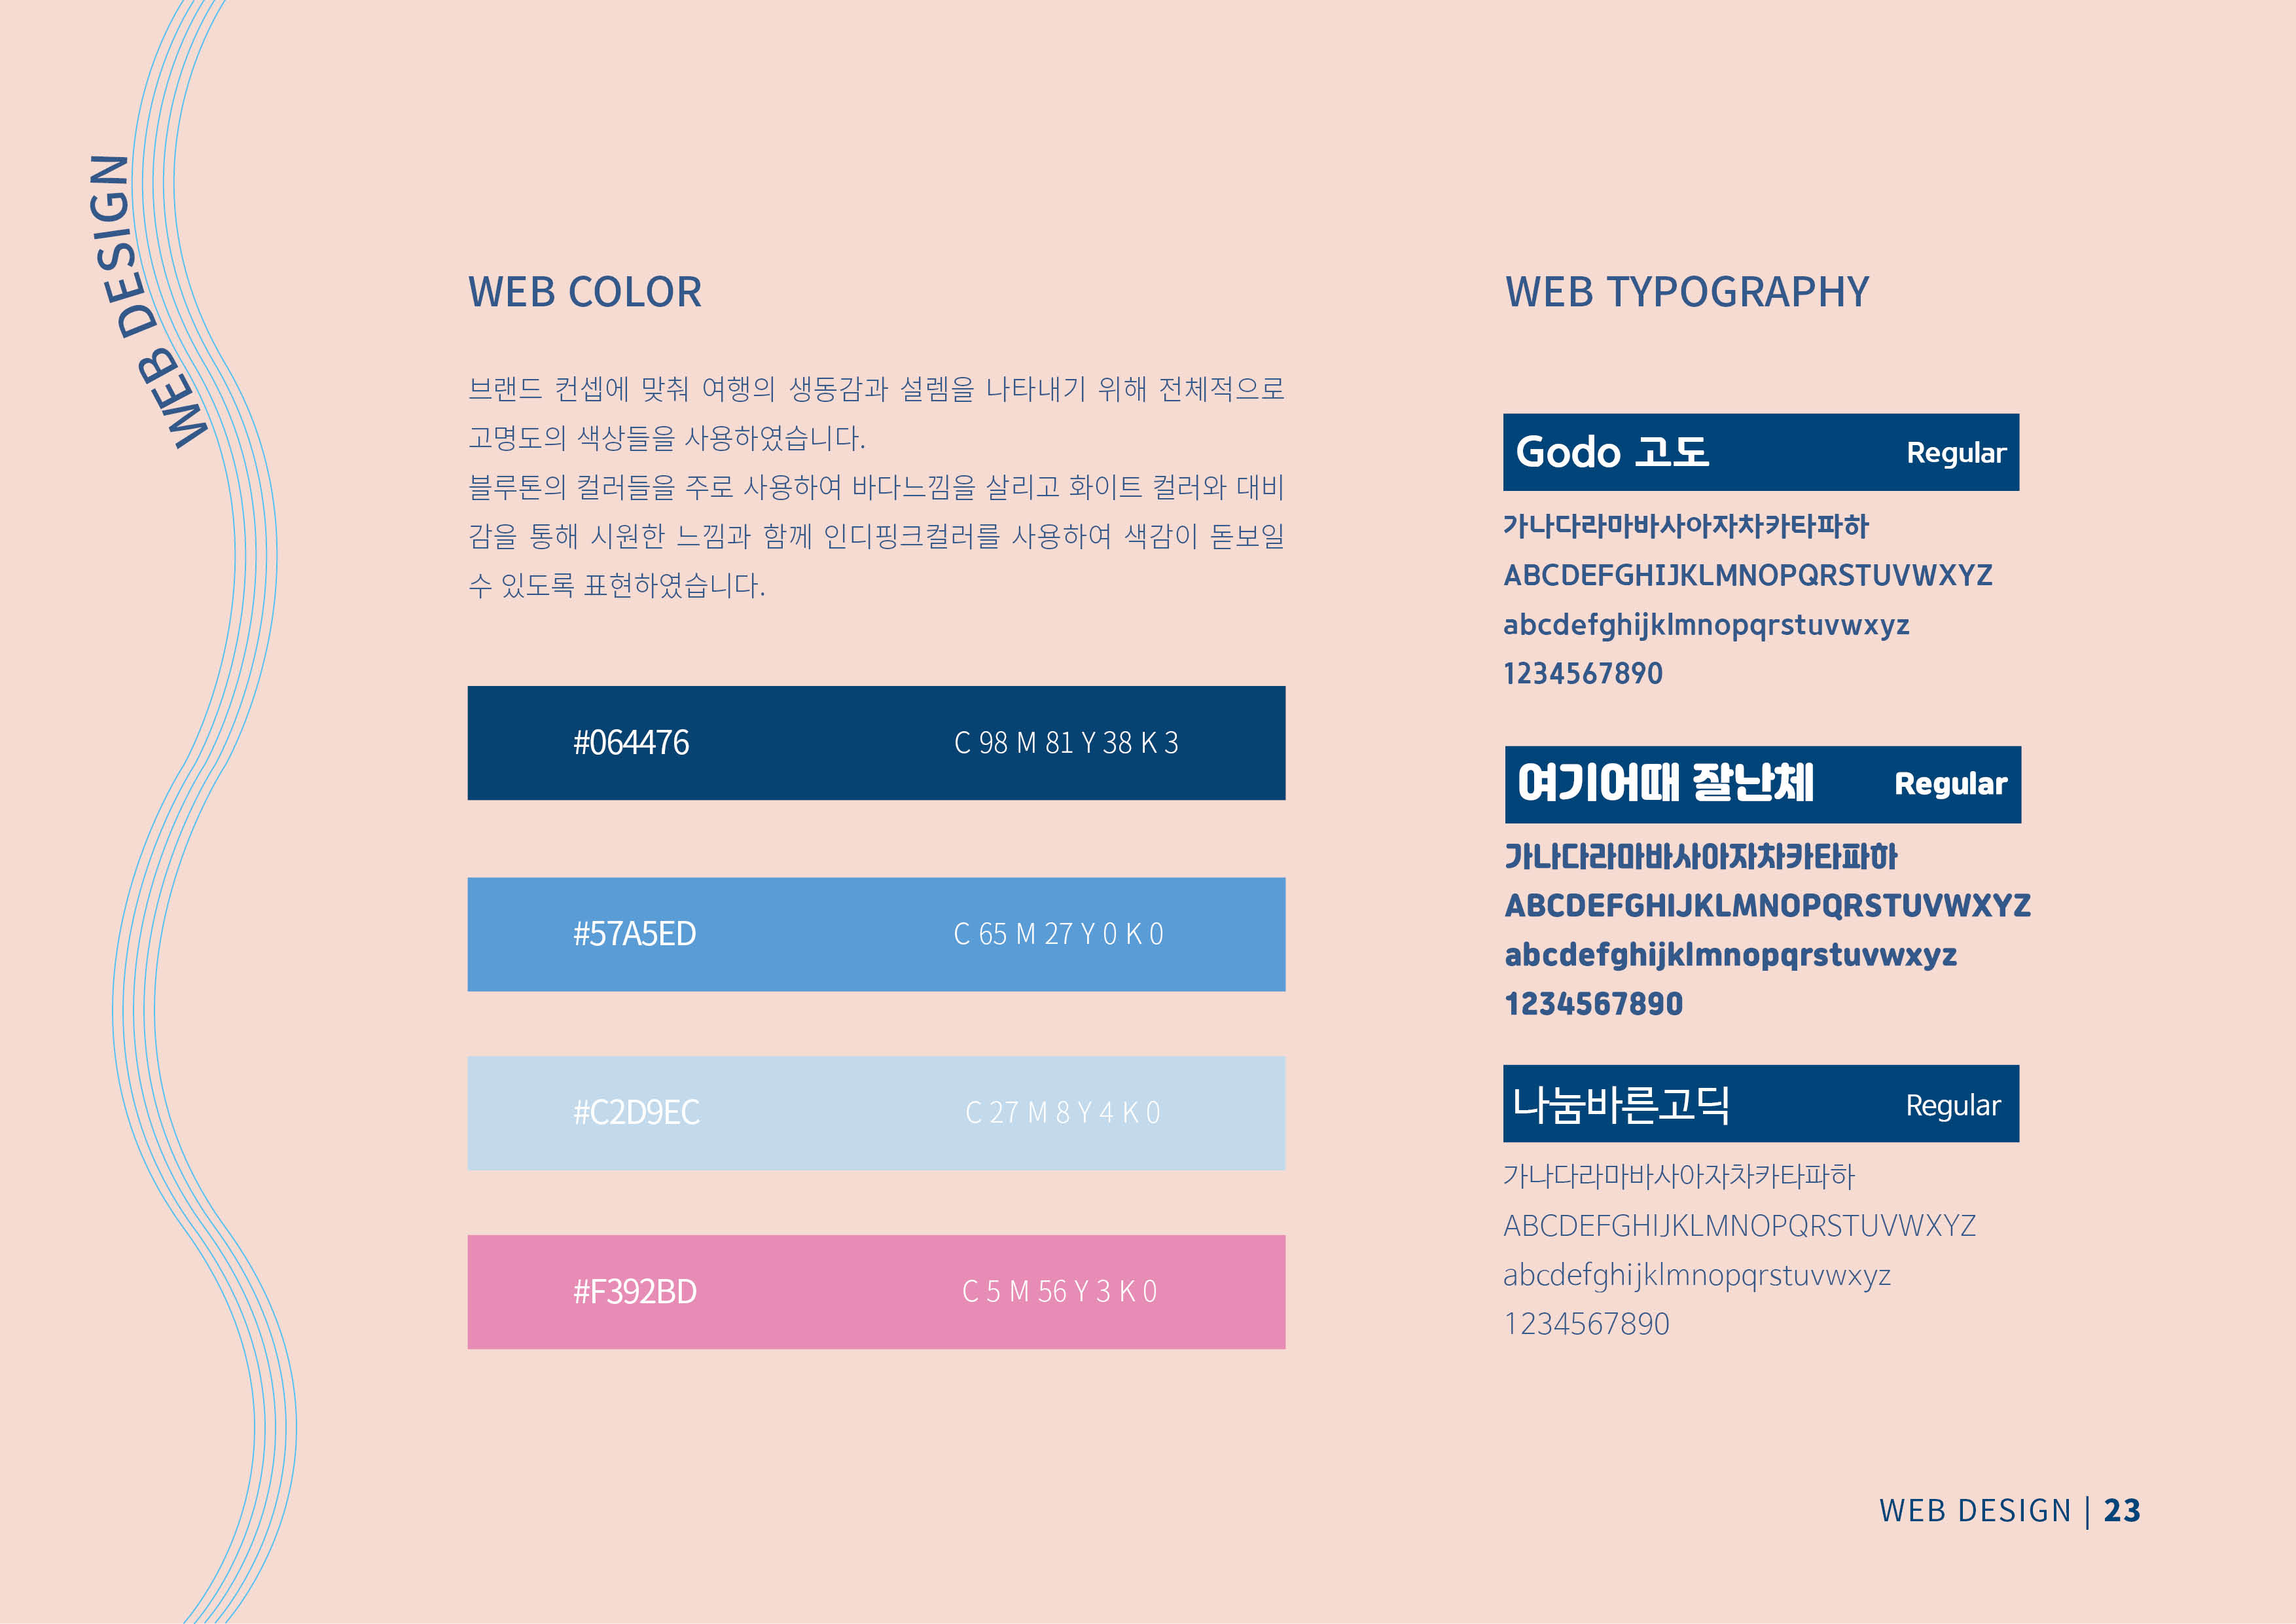 WEB DESIGN
WEB COLOR
브랜드 컨셉에 맞춰 여행의 생동감과 설렘을 나타내기 위해 전체적으로
고명도의 색상들을 사용하였습니다.
블루톤의 컬러들을 주로 사용하여 바다느낌을 살리고 화이트 컬러와 대비
감을 통해 시원한 느낌과 함께 인디핑크컬러를 사용하여 색감이 돋보일
수 있도록 표현하였습니다.
#064476 C 98 M 81 Y 38 K 3
#57A5ED C 65 M 27 Y 0 K 0
#C2D9EC C 27 M 8 Y 4 K 0
#F392BD C 5 M 56 Y 3 K 0
WEB TYPOGRAPHY
Godo 고도 Regular
가나다라마바사아자차카타파하
ABCDEFGHIJKLMNOPQRSTUVWXYZ
abcdefghijklmnopqrstuvwxyz
1234567890
여기어때 잘난체 Regular
가나다라마바사아자차카타파하
ABCDEFGHIJKLMNOPQRSTUVWXYZ
abcdefghijklmnopqrstuvwxyz
1234567890
나눔바른고딕 Regular
가나다라마바사아자차카타파하
ABCDEFGHIJKLMNOPQRSTUVWXYZ
abcdefghijklmnopqrstuvwxyz
1234567890
WEB DESIGN | 23